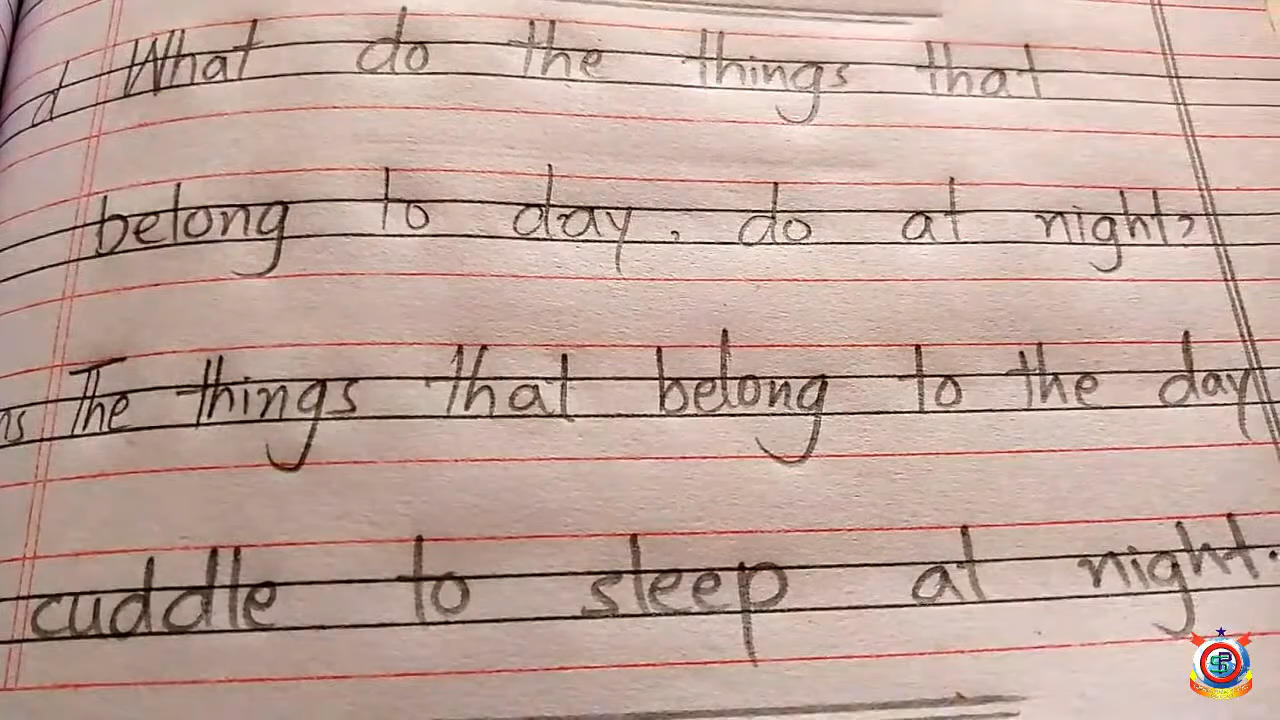 d What do the things that
belong to day, do at night?
ns The things that belong to the day
cuddle to sleep at night.